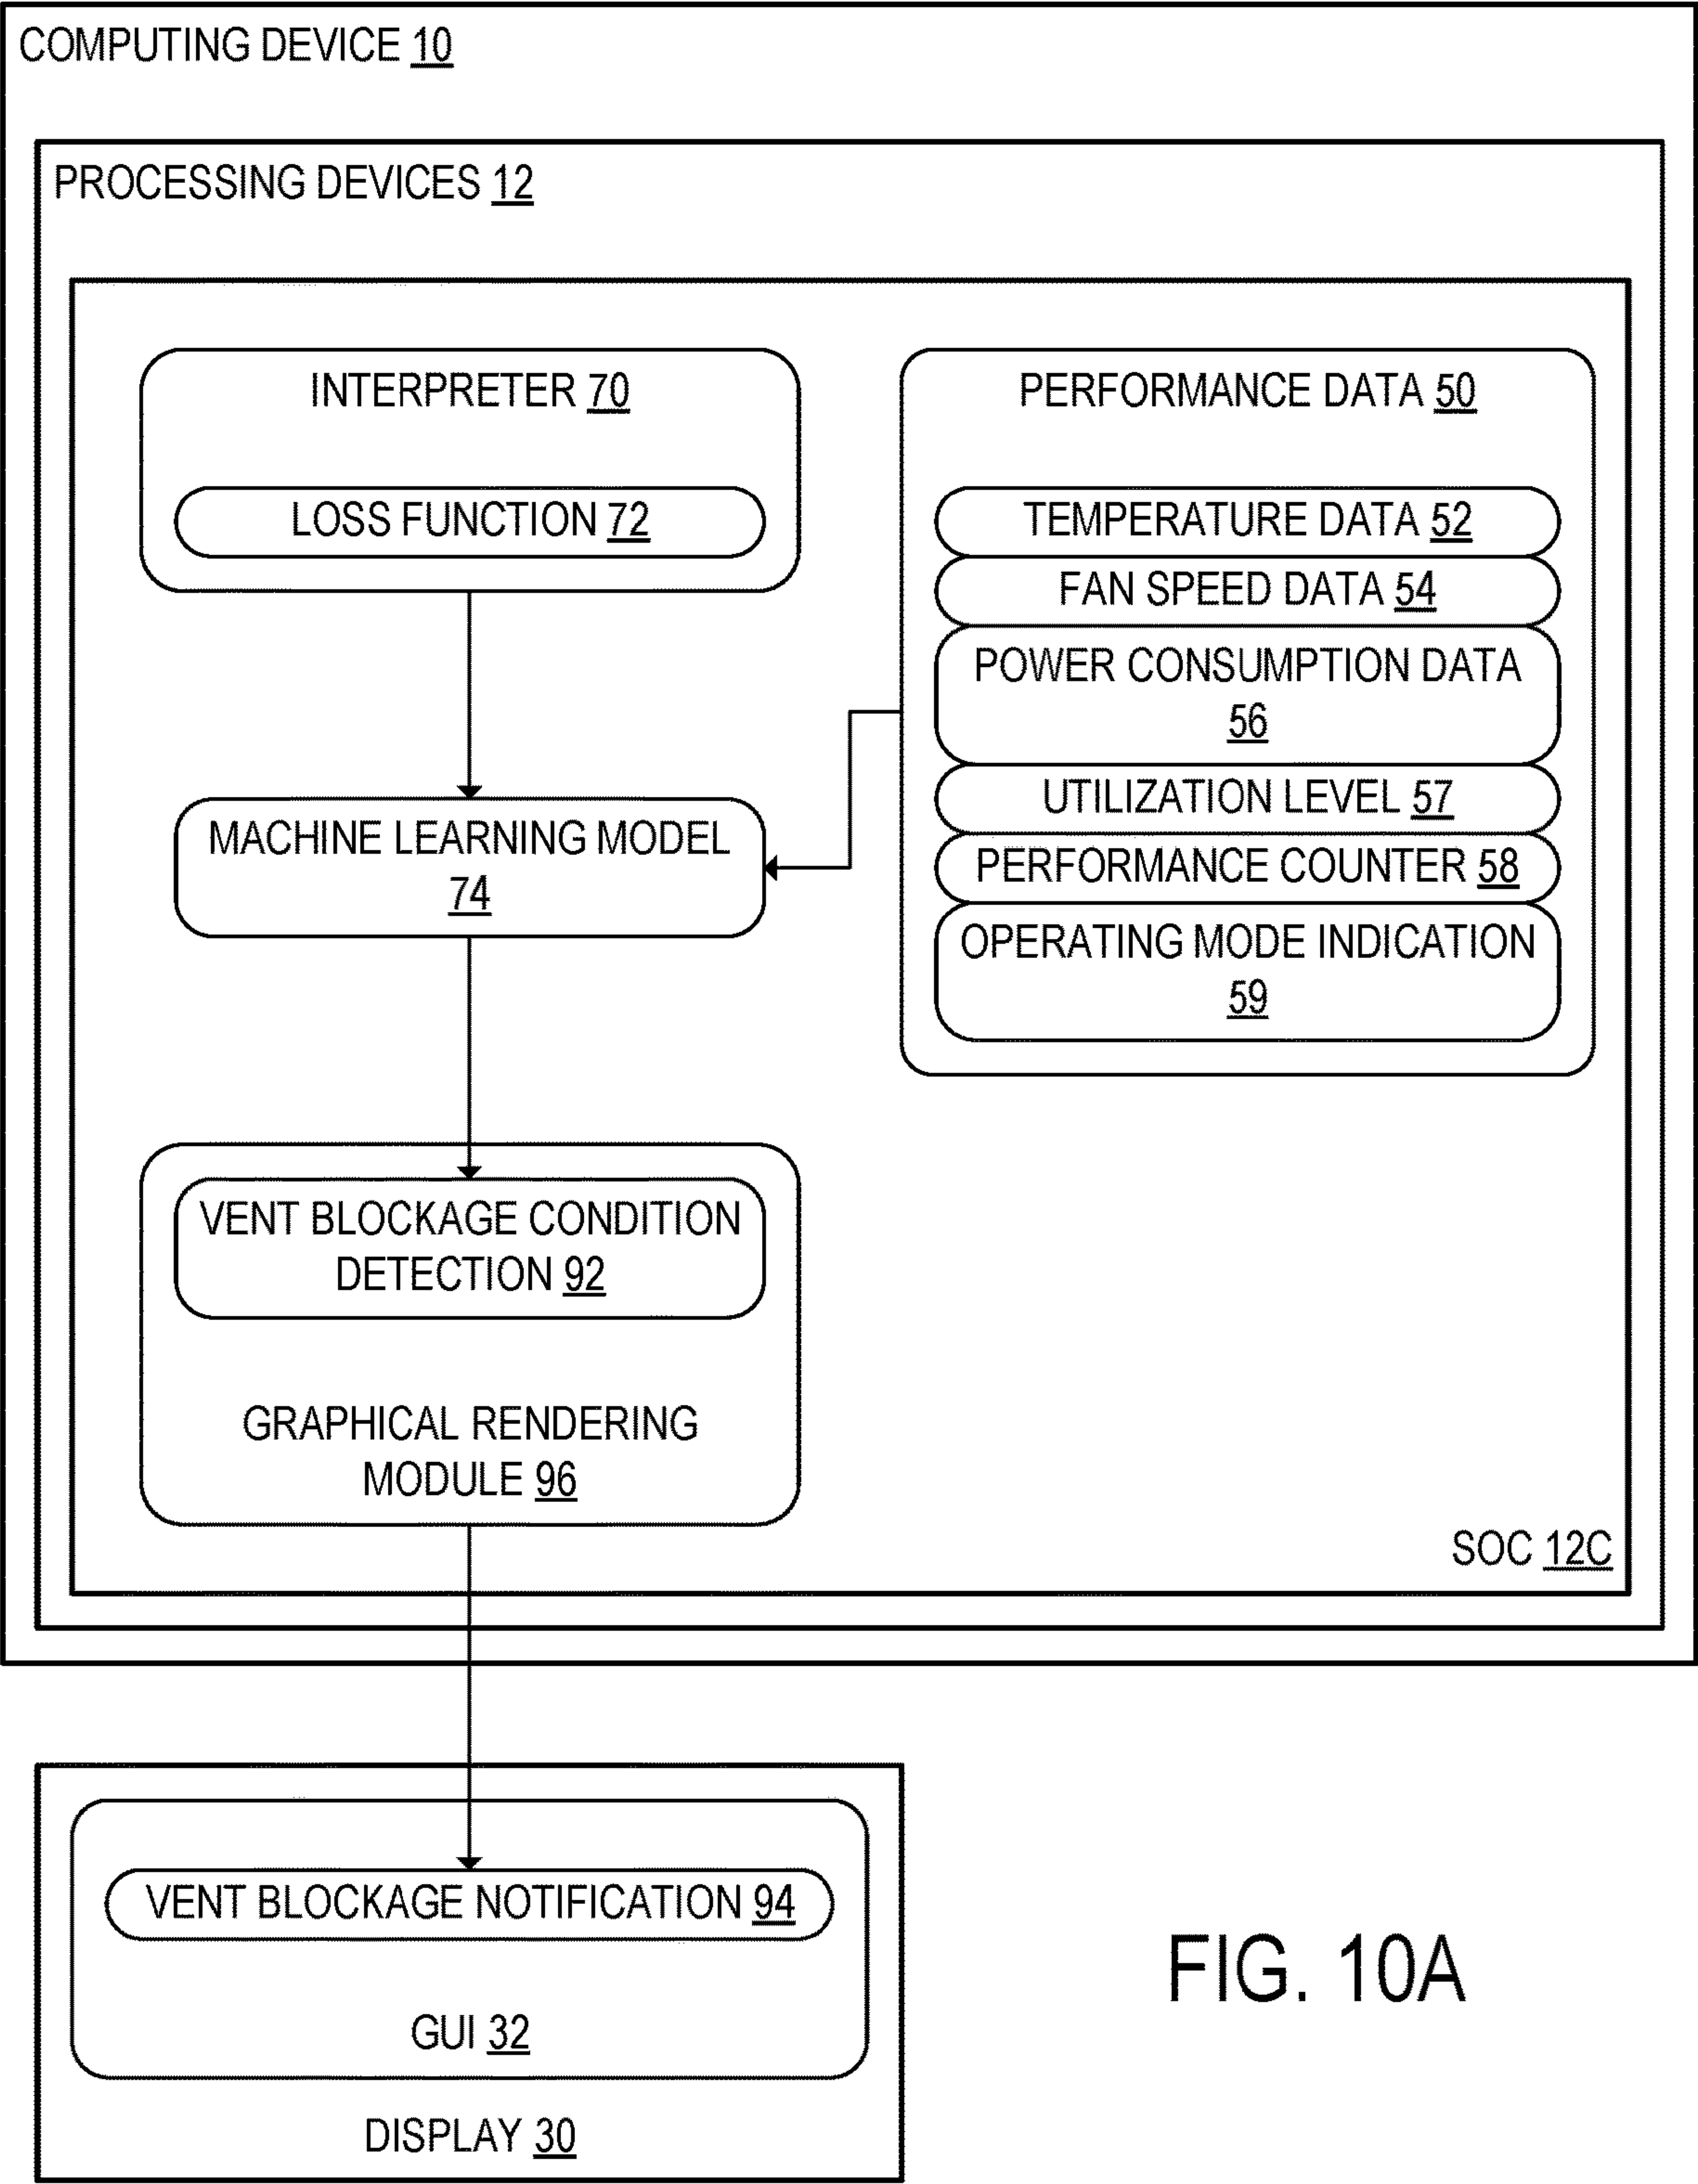 COMPUTING DEVICE 10
PROCESSING DEVICES 12
INTERPRETER 70
LOSS FUNCTION 72
PERFORMANCE DATA 50
TEMPERATURE DATA 52
FAN SPEED DATA 54
POWER CONSUMPTION DATA
56
UTILIZATION LEVEL 57
PERFORMANCE COUNTER 58
OPERATING MODE INDICATION
59
MACHINE LEARNING MODEL
74
VENT BLOCKAGE CONDITION
DETECTION 92
GRAPHICAL RENDERING
MODULE 96
SOC 12C
VENT BLOCKAGE NOTIFICATION 94
GUI 32
DISPLAY 30
FIG. 10A